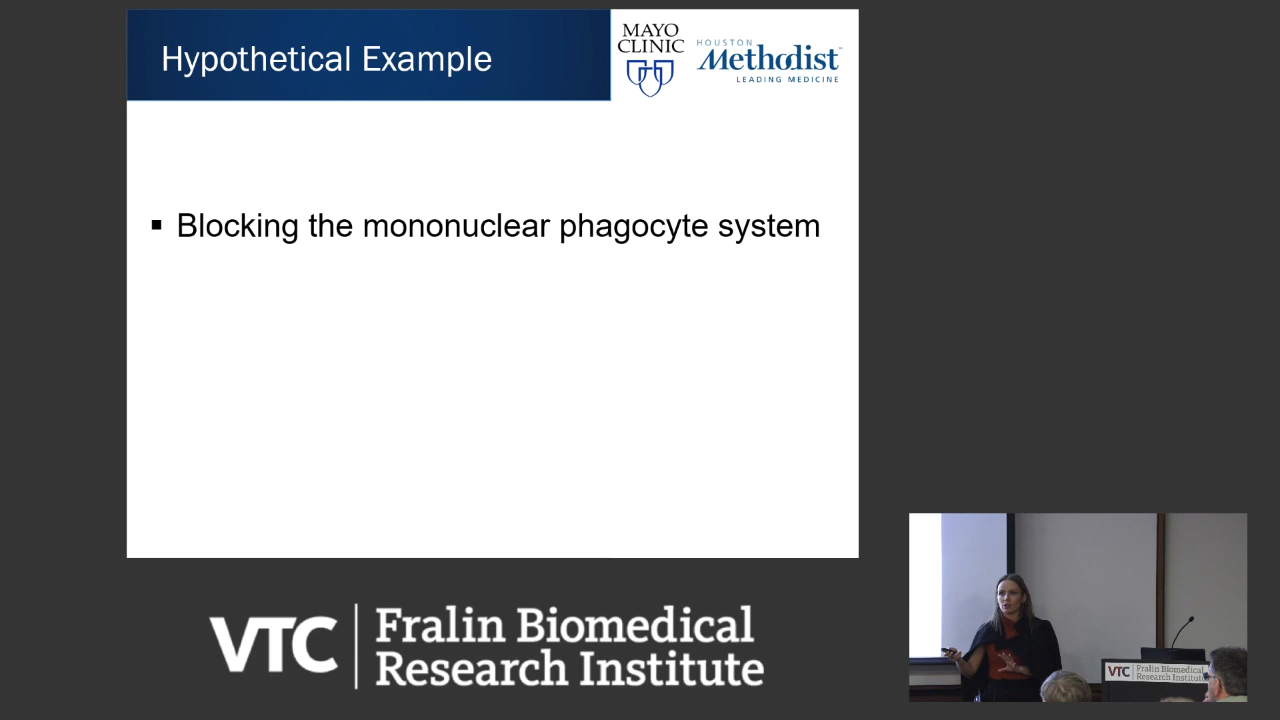 Hypothetical Example
MAYO
CLINIC
HOUSTON
Methodist
LEADING MEDICINE
▪ Blocking the mononuclear phagocyte system
VTC
Fralin Biomedical
Research Institute
VTC
Fralin Biomedical
Research Institute